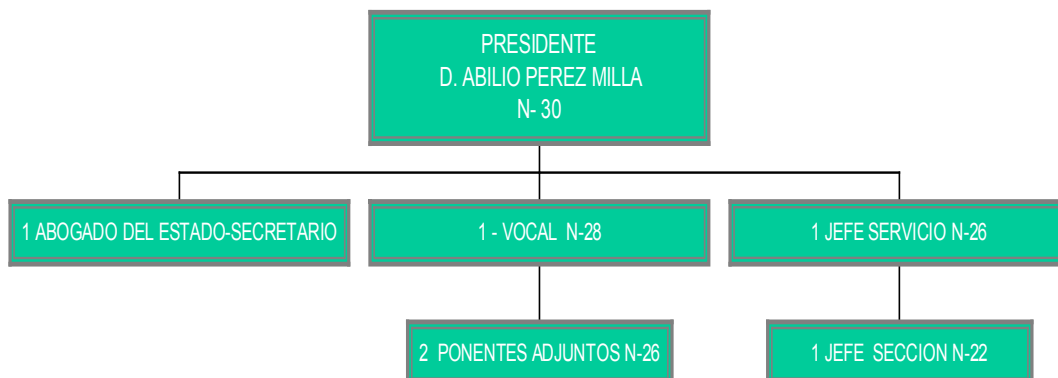 PRESIDENTE
D. ABILIO PEREZ MILLA
N- 30
1 ABOGADO DEL ESTADO-SECRETARIO
1 - VOCAL N-28
1 JEFE SERVICIO N-26
2 PONENTES ADJUNTOS N-26
1 JEFE SECCION N-22